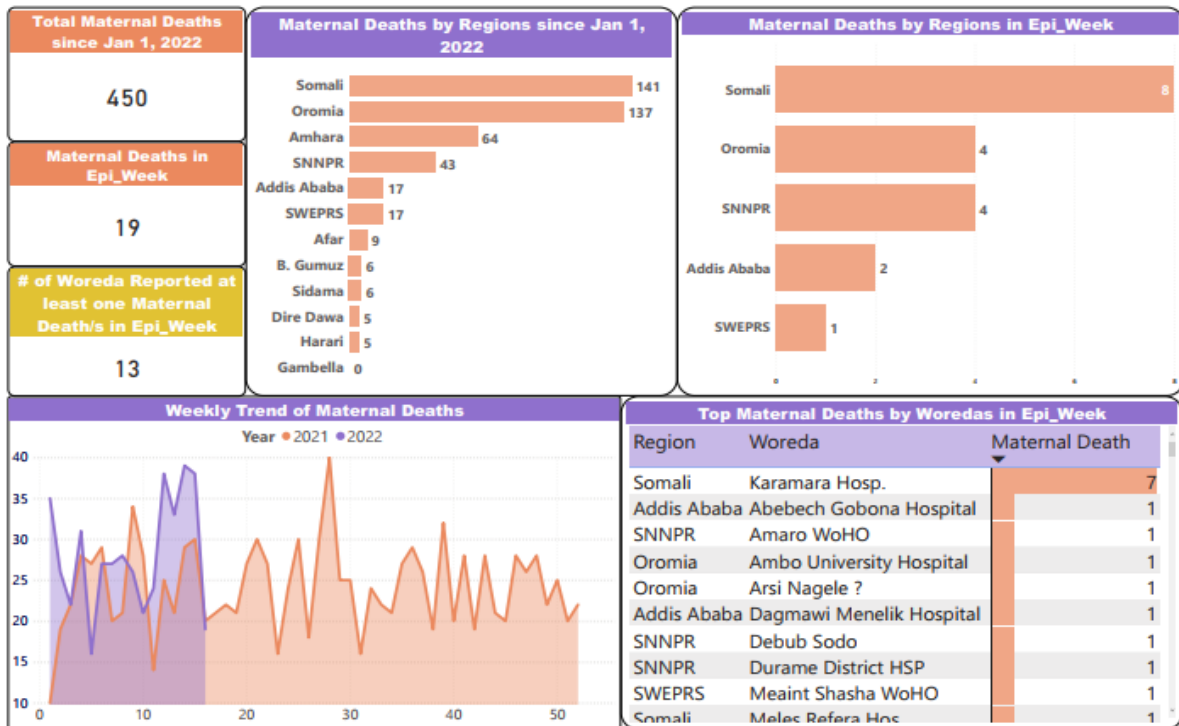 Total Maternal Deaths
since Jan 1, 2022
450
Maternal Deaths in
Epi_Week
19
# of Woreda Reported at
least one Maternal
Death/s in Epi_Week
13
Maternal Deaths by Regions since Jan 1,
2022
Somali 141
Oromia 137
Amhara 64
SNNPR 43
Addis Ababa 17
SWEPRS 17
Afar 9
B. Gumuz 6
Sidama 6
Dire Dawa 5
Harari 5
Gambella 0
Maternal Deaths by Regions in Epi_Week
Somali 8
Oromia 4
SNNPR 4
Addis Ababa 2
SWEPRS 1
0 2 4 6 8
Weekly Trend of Maternal Deaths
Year 2021 2022
40
35
30
25
20
15
10
0 10 20 30 40 50
Top Maternal Deaths by Woredas in Epi_Week
Region Woreda Maternal Death
Somali Karamara Hosp. 7
Addis Ababa Abebech Gobona Hospital 1
SNNPR Amaro WoHO 1
Oromia Ambo University Hospital 1
Oromia Arsi Nagele ? 1
Addis Ababa Dagmawi Menelik Hospital 1
SNNPR Debub Sodo 1
SNNPR Durame District HSP 1
SWEPRS Meaint Shasha WoHO 1
Somali Meles Refera Hos 1